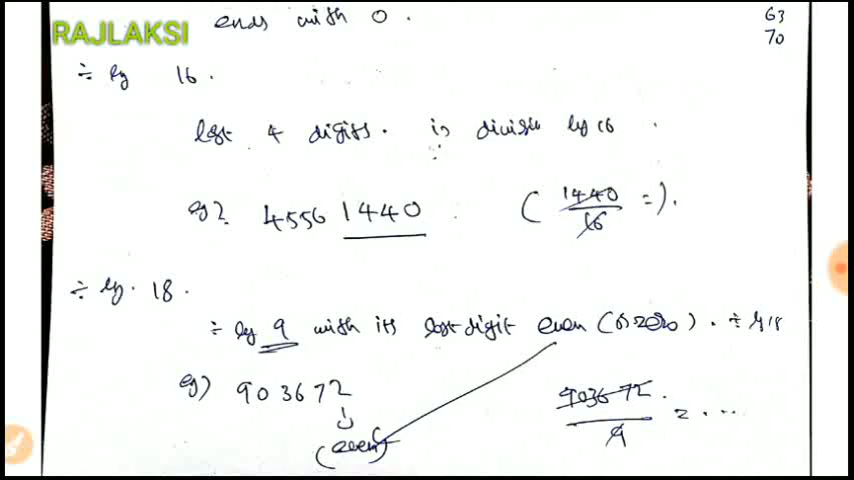 ends with 0.
63
70
RAJLAKSI
÷ by 16.
last 4 digits. is divisible by 16.
eg) 45561440 ( 1440/16 = ).
÷ by. 18.
÷ by 9 with its last digit even (or zero). ÷ by 18
eg) 903672
903672/9 = ....
(even)